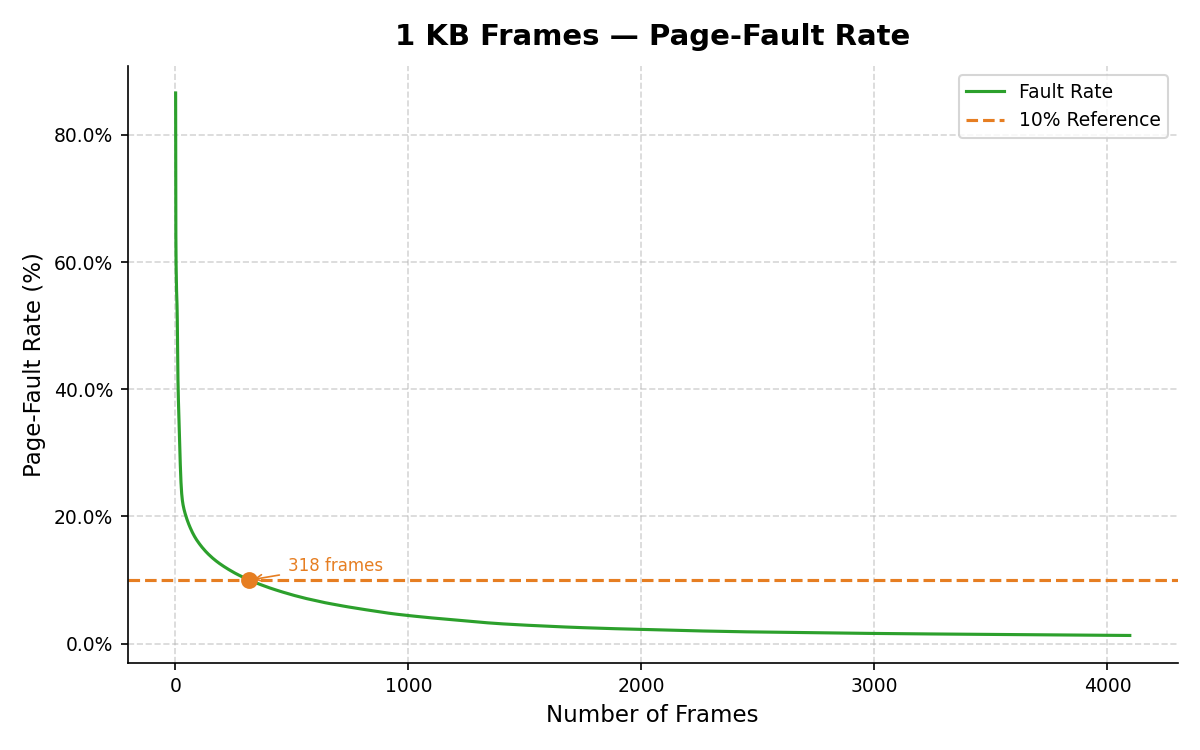 1 KB Frames — Page-Fault Rate
Fault Rate
10% Reference
Page-Fault Rate (%)
80.0%
60.0%
40.0%
20.0%
0.0%
318 frames
0
1000
2000
3000
4000
Number of Frames